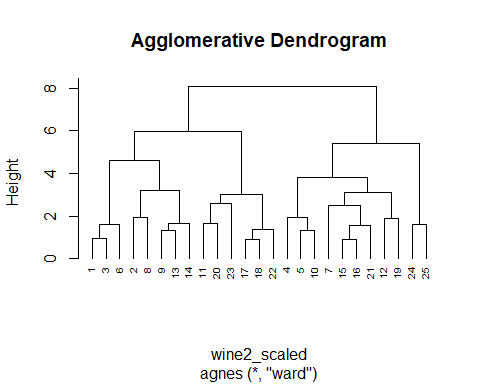 Agglomerative Dendrogram
Height
8
6
4
2
0
1 3 6 2 8 9 13 14 11 20 23 17 18 22 4 5 10 7 15 16 21 12 19 24 25
wine2_scaled
agnes (*, "ward")